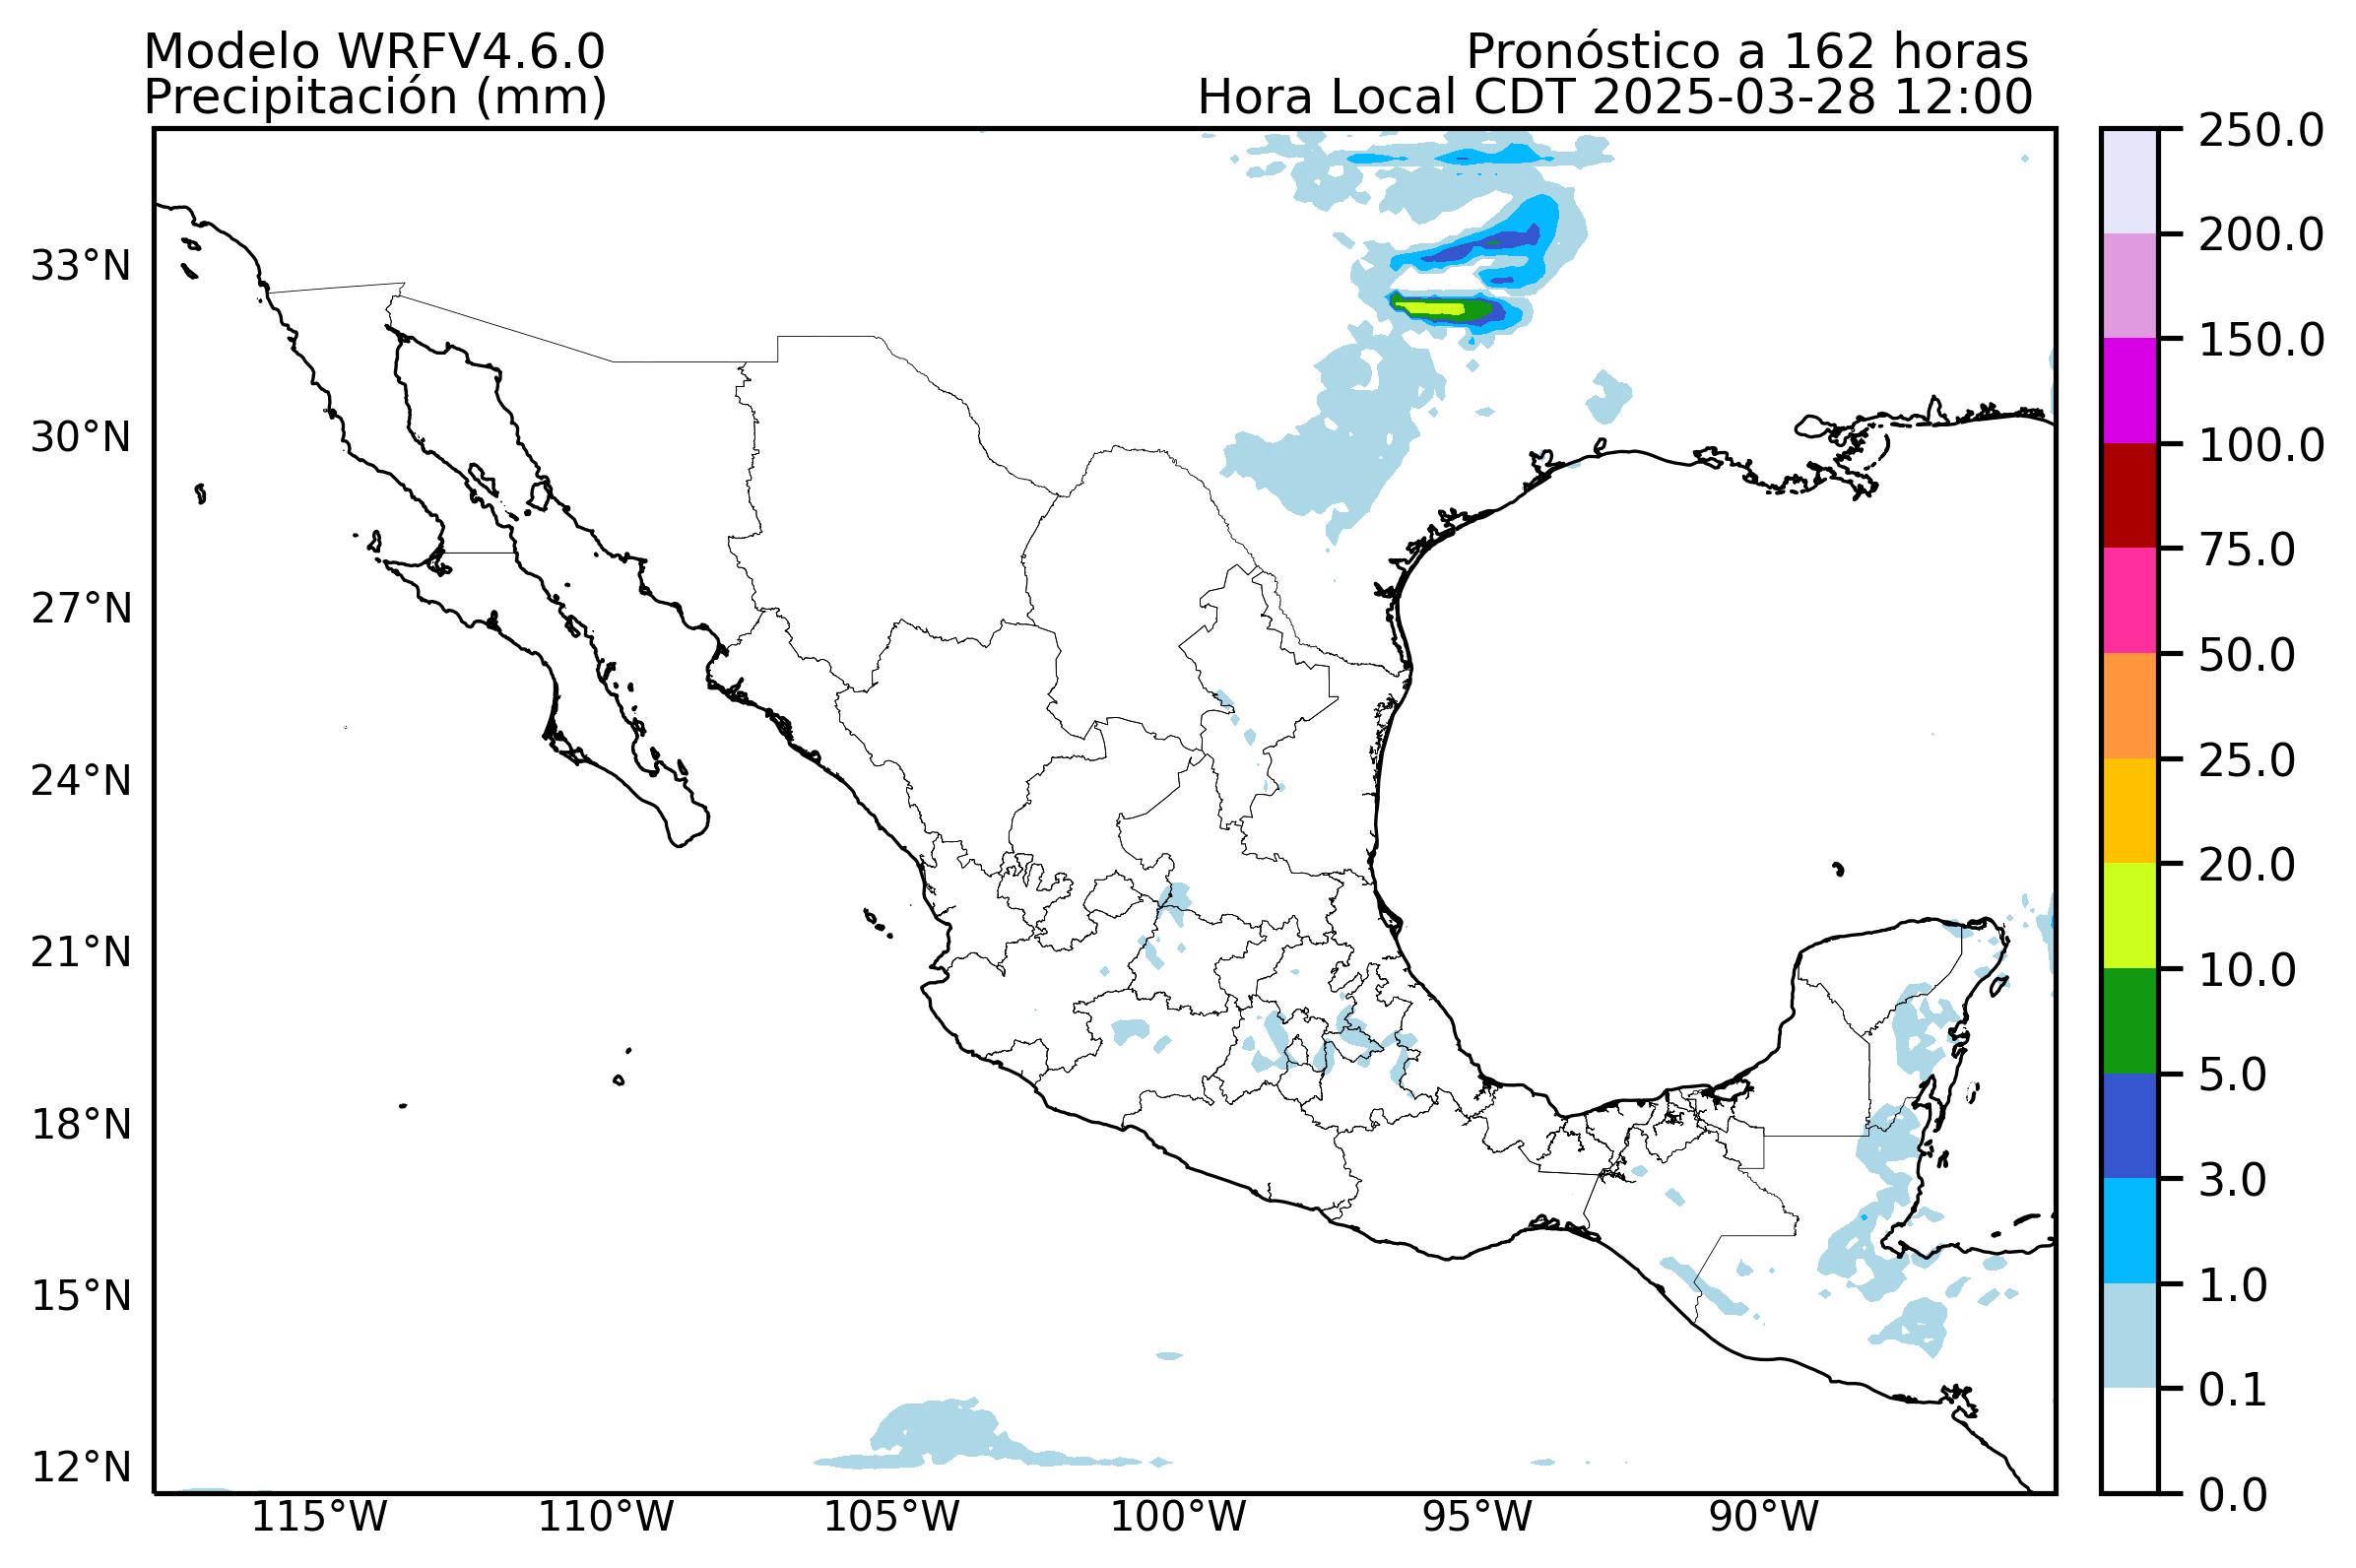 Modelo WRFV4.6.0
Precipitación (mm)
Pronóstico a 162 horas
Hora Local CDT 2025-03-28 12:00
33°N
30°N
27°N
24°N
21°N
18°N
15°N
12°N
115°W
110°W
105°W
100°W
95°W
90°W
250.0
200.0
150.0
100.0
75.0
50.0
25.0
20.0
10.0
5.0
3.0
1.0
0.1
0.0